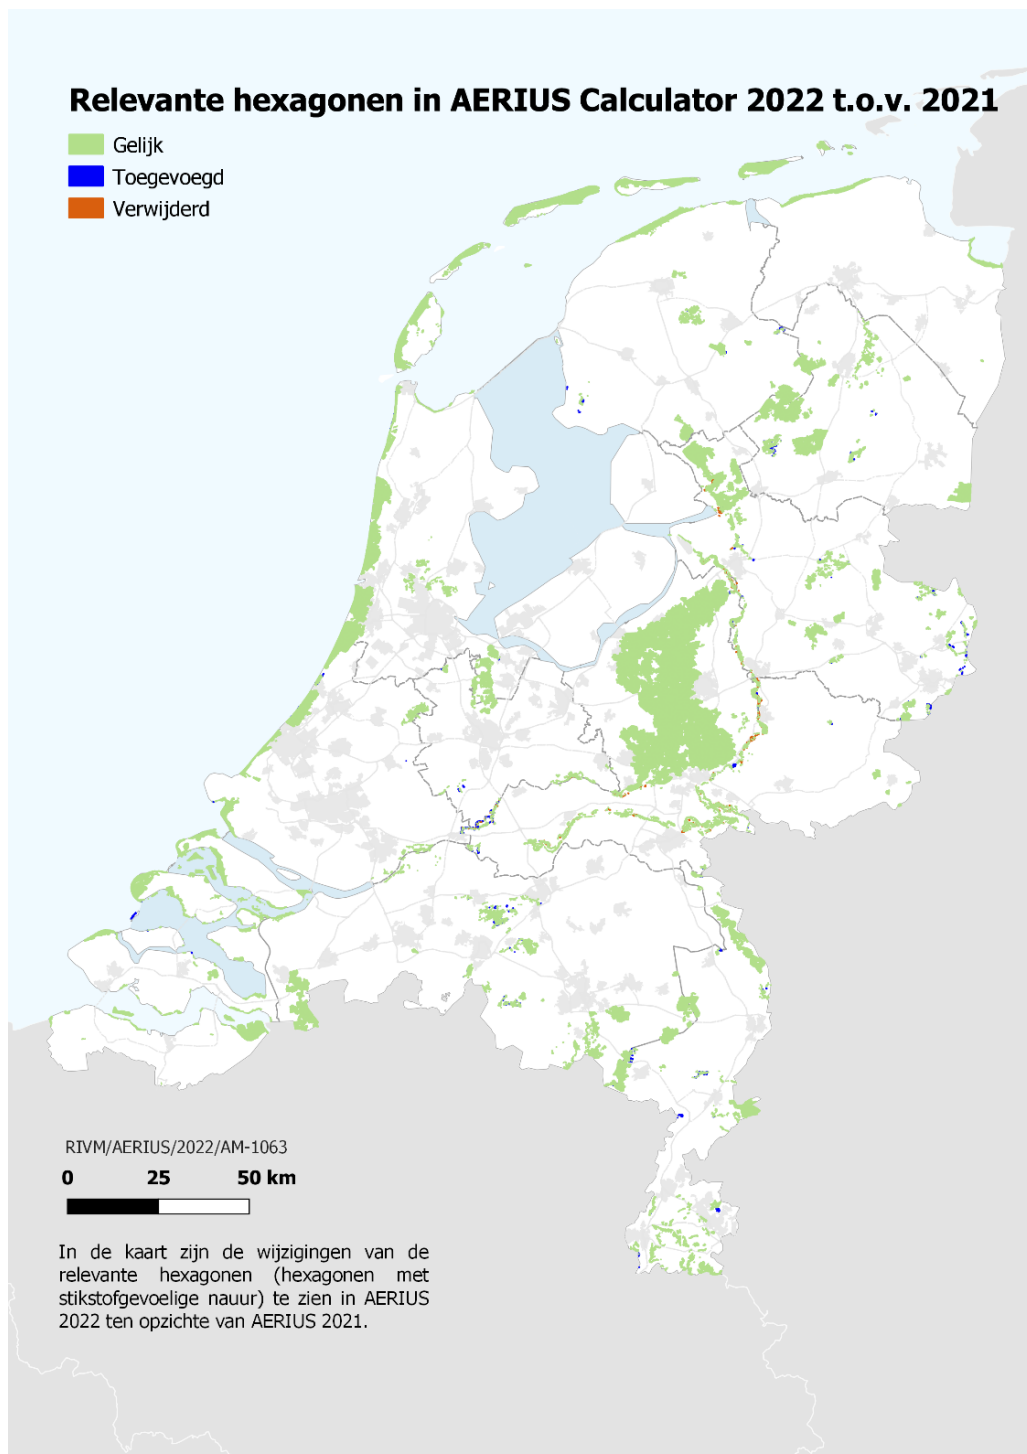 Relevante hexagonen in AERIUS Calculator 2022 t.o.v. 2021
Gelijk
Toegevoegd
Verwijderd
RIVM/AERIUS/2022/AM-1063
0 25 50 km
In de kaart zijn de wijzigingen van de
relevante hexagonen (hexagonen met
stikstofgevoelige nauur) te zien in AERIUS
2022 ten opzichte van AERIUS 2021.